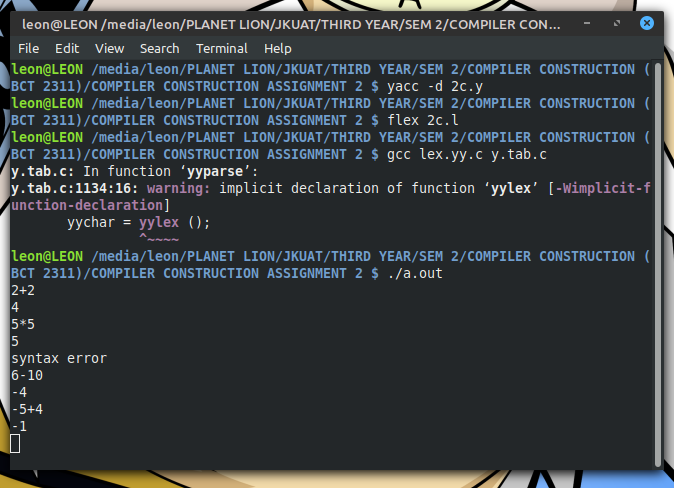 leon@LEON /media/leon/PLANET LION/JKUAT/THIRD YEAR/SEM 2/COMPILER CON...
File Edit View Search Terminal Help
leon@LEON /media/leon/PLANET LION/JKUAT/THIRD YEAR/SEM 2/COMPILER CONSTRUCTION (
BCT 2311)/COMPILER CONSTRUCTION ASSIGNMENT 2 $ yacc -d 2c.y
leon@LEON /media/leon/PLANET LION/JKUAT/THIRD YEAR/SEM 2/COMPILER CONSTRUCTION (
BCT 2311)/COMPILER CONSTRUCTION ASSIGNMENT 2 $ flex 2c.l
leon@LEON /media/leon/PLANET LION/JKUAT/THIRD YEAR/SEM 2/COMPILER CONSTRUCTION (
BCT 2311)/COMPILER CONSTRUCTION ASSIGNMENT 2 $ gcc lex.yy.c y.tab.c
y.tab.c: In function ‘yyparse’:
y.tab.c:1134:16: warning: implicit declaration of function ‘yylex’ [-Wimplicit-f
unction-declaration]
yychar = yylex ();
^~~~~
leon@LEON /media/leon/PLANET LION/JKUAT/THIRD YEAR/SEM 2/COMPILER CONSTRUCTION (
BCT 2311)/COMPILER CONSTRUCTION ASSIGNMENT 2 $ ./a.out
2+2
4
5*5
5
syntax error
6-10
-4
-5+4
-1